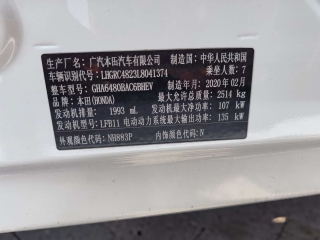 生产厂名：广汽本田汽车有限公司 制造国：中华人民共和国
车辆识别代号：LHGRC4823L8041374 乘坐人数：7
整车型号：GHA6480BAC6BHEV 制造年月：2020年02月
品牌：本田(HONDA) 最大允许总质量：2514 kg
发动机排量：1993 mL 发动机最大净功率：107 kW
发动机型号：LFB11 电动动力系统最大输出功率：135 kW
外观颜色代码：NH883P 内饰颜色代码：N